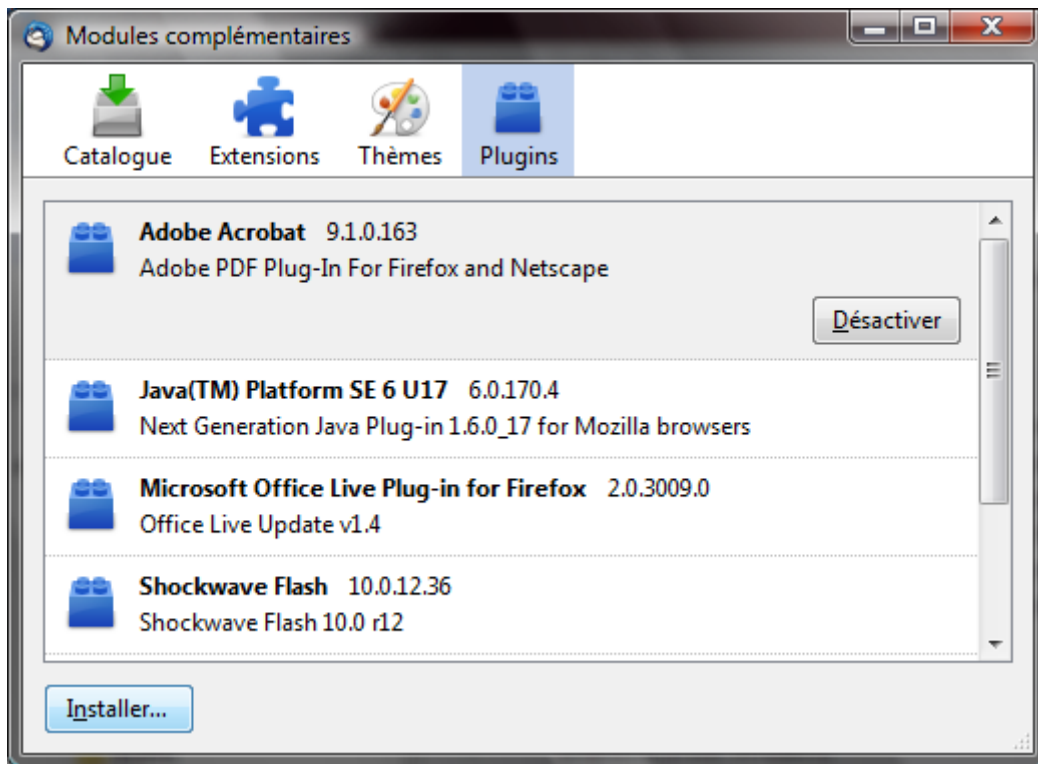 Modules complémentaires
Catalogue Extensions Thèmes Plugins
Adobe Acrobat 9.1.0.163
Adobe PDF Plug-In For Firefox and Netscape
Désactiver
Java(TM) Platform SE 6 U17 6.0.170.4
Next Generation Java Plug-in 1.6.0_17 for Mozilla browsers
Microsoft Office Live Plug-in for Firefox 2.0.3009.0
Office Live Update v1.4
Shockwave Flash 10.0.12.36
Shockwave Flash 10.0 r12
Installer...